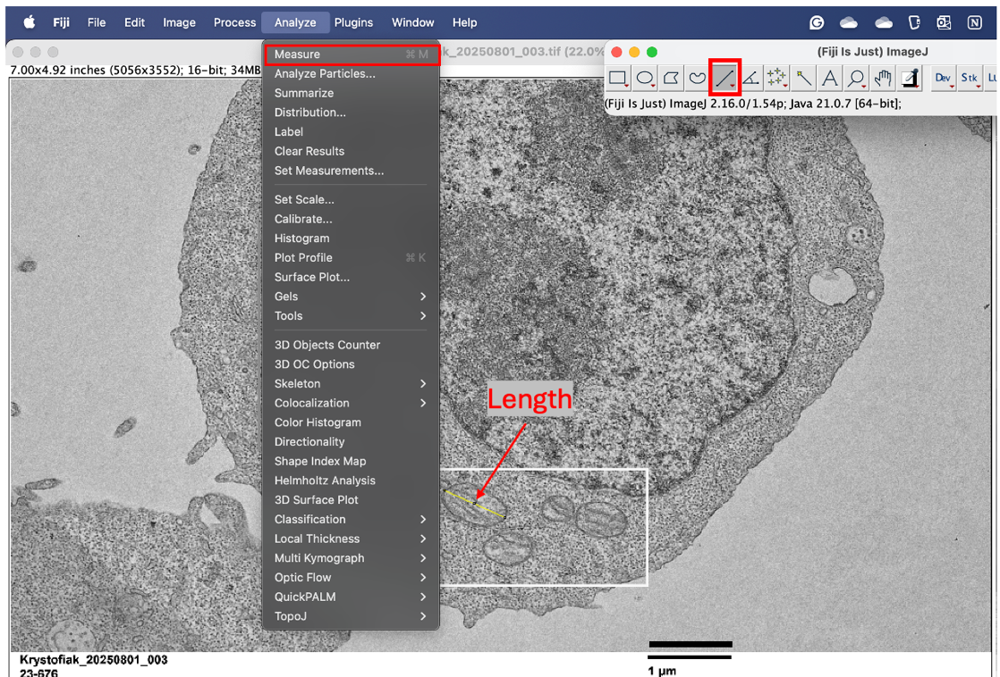 Fiji File Edit Image Process Analyze Plugins Window Help
k_20250801_003.tif (22.0%
(Fiji Is Just) ImageJ
7.00x4.92 inches (5056x3552); 16-bit; 34MB
Dev Stk
(Fiji Is Just) ImageJ 2.16.0/1.54p; Java 21.0.7 [64-bit];
Measure ⌘ M
Analyze Particles...
Summarize
Distribution...
Label
Clear Results
Set Measurements...
Set Scale...
Calibrate...
Histogram
Plot Profile ⌘ K
Surface Plot...
Gels
Tools
3D Objects Counter
3D OC Options
Skeleton
Colocalization
Color Histogram
Directionality
Shape Index Map
Helmholtz Analysis
3D Surface Plot
Classification
Local Thickness
Multi Kymograph
Optic Flow
QuickPALM
TopoJ
Length
Krystofiak_20250801_003
23-676
1 µm